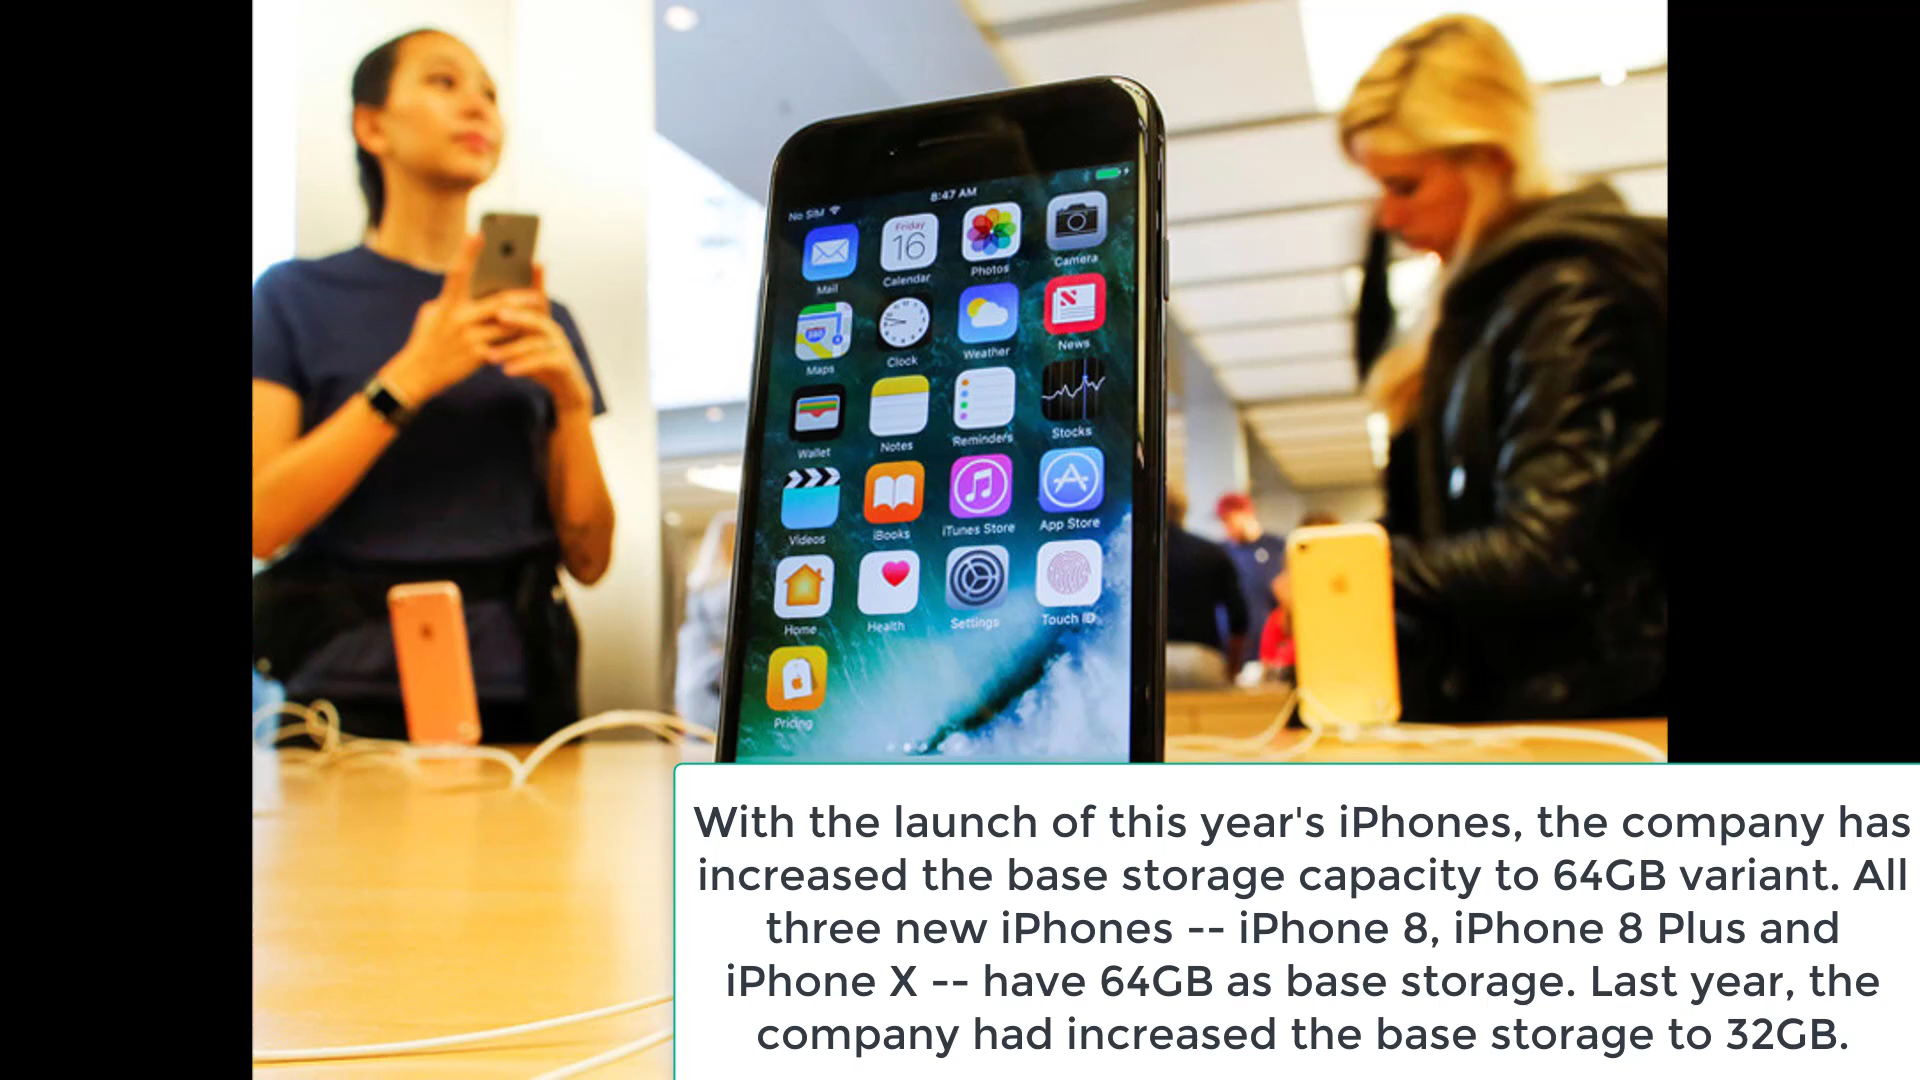 No SIM 8:47 AM
Friday
16
Mail Calendar Photos Camera
280
Maps Clock Weather News
Wallet Notes Reminders Stocks
Videos iBooks iTunes Store App Store
Home Health Settings Touch ID
Pricing
With the launch of this year's iPhones, the company has
increased the base storage capacity to 64GB variant. All
three new iPhones -- iPhone 8, iPhone 8 Plus and
iPhone X -- have 64GB as base storage. Last year, the
company had increased the base storage to 32GB.